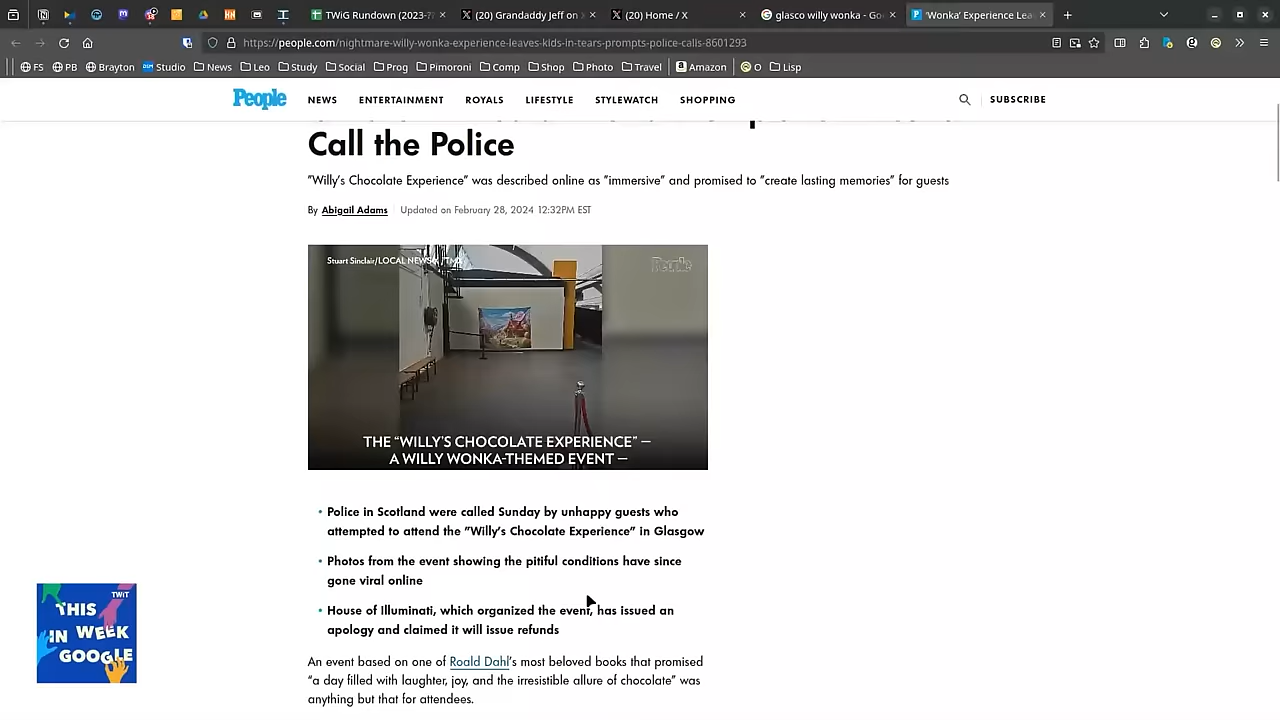 TWiG Rundown (2023-?
(20) Grandaddy Jeff on
(20) Home / X
glasco willy wonka - Go
'Wonka' Experience Lea
https://people.com/nightmare-willy-wonka-experience-leaves-kids-in-tears-prompts-police-calls-8601293
FS PB Brayton Studio News Leo Study Social Prog Pimoroni Comp Shop Photo Travel Amazon O Lisp
People NEWS ENTERTAINMENT ROYALS LIFESTYLE STYLEWATCH SHOPPING SUBSCRIBE
Call the Police
"Willy's Chocolate Experience" was described online as "immersive" and promised to "create lasting memories" for guests
By Abigail Adams Updated on February 28, 2024 12:32PM EST
Stuart Sinclair/LOCAL NEWS
People
THE "WILLY'S CHOCOLATE EXPERIENCE" —
A WILLY WONKA-THEMED EVENT —
• Police in Scotland were called Sunday by unhappy guests who
attempted to attend the "Willy's Chocolate Experience" in Glasgow
• Photos from the event showing the pitiful conditions have since
gone viral online
• House of Illuminati, which organized the event, has issued an
apology and claimed it will issue refunds
An event based on one of Roald Dahl's most beloved books that promised
"a day filled with laughter, joy, and the irresistible allure of chocolate" was
anything but that for attendees.
TWiT
THIS
IN WEEK
GOOGLE